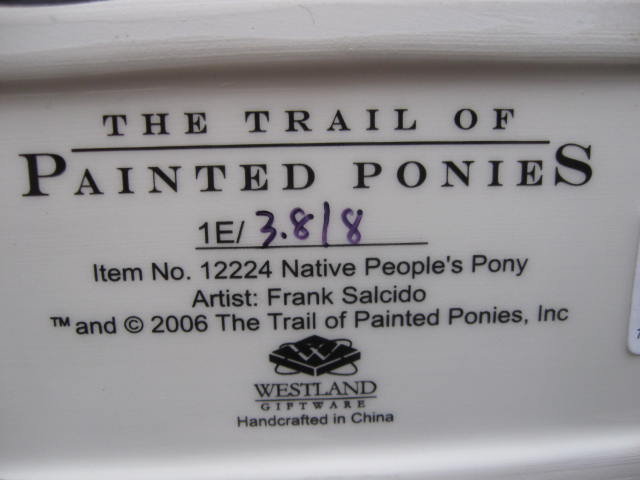 THE TRAIL OF
PAINTED PONIES
1E/ 3.818
Item No. 12224 Native People's Pony
Artist: Frank Salcido
™ and © 2006 The Trail of Painted Ponies, Inc
W
WESTLAND
GIFTWARE
Handcrafted in China